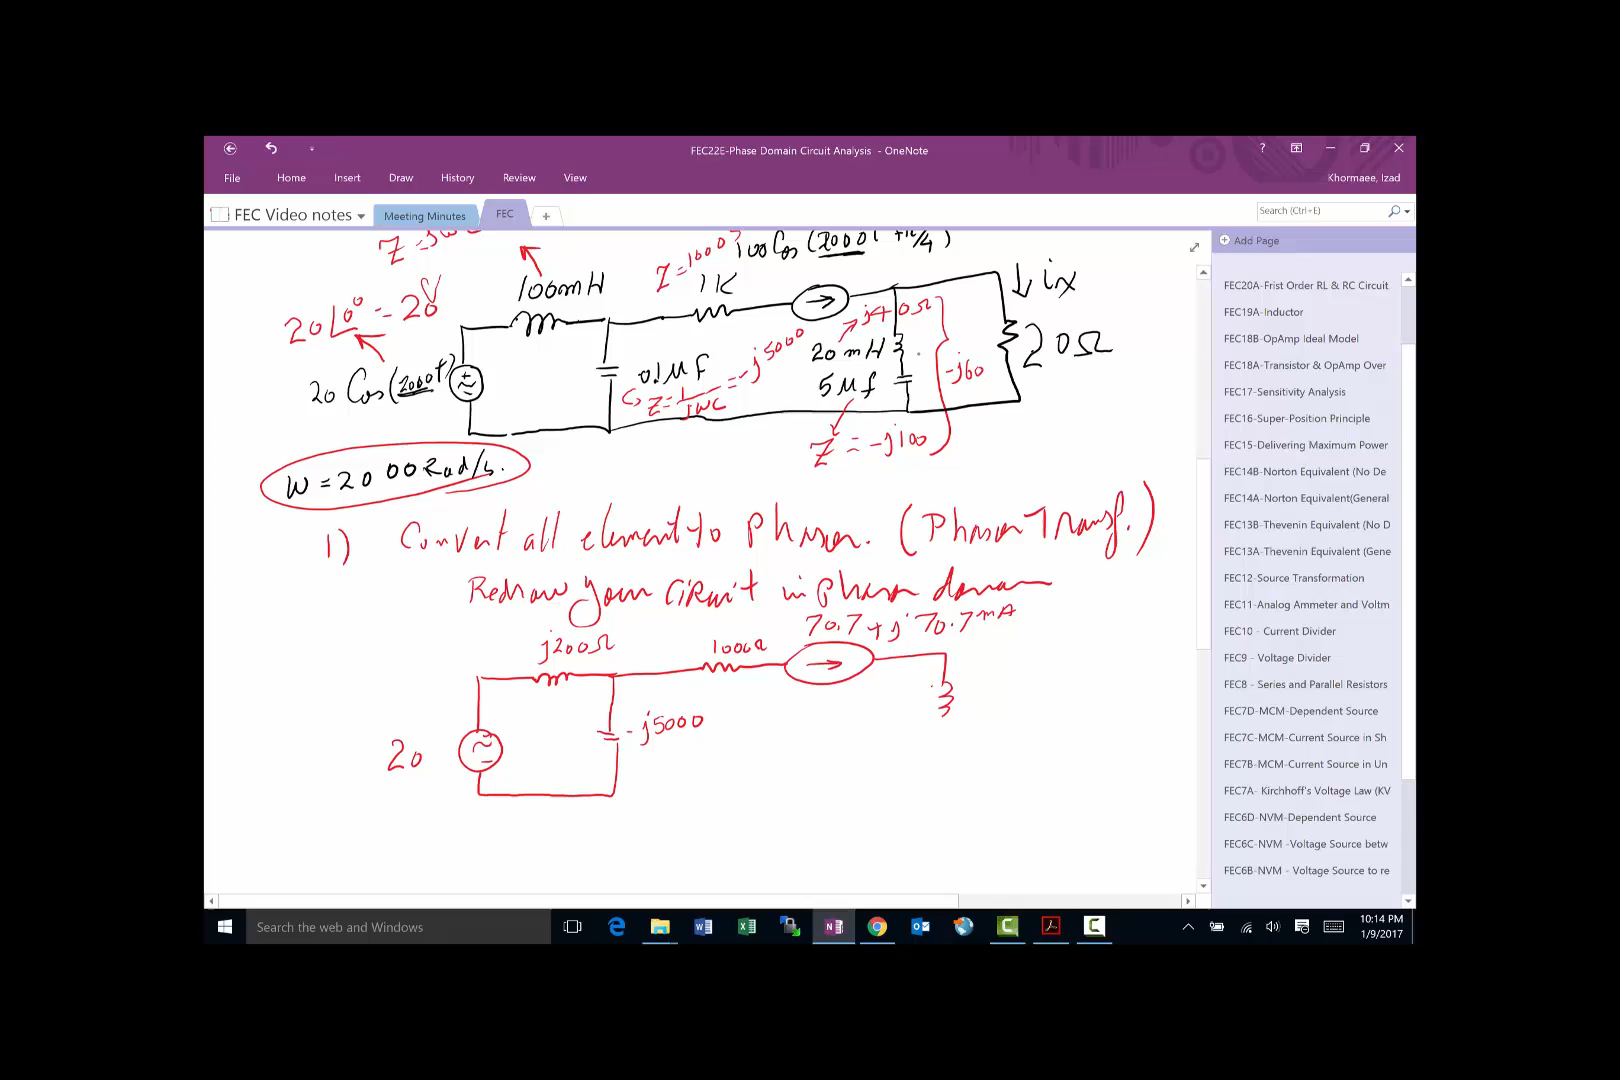 FEC22E-Phase Domain Circuit Analysis - OneNote
?
File Home Insert Draw History Review View
Khormaee, Izad
FEC Video notes
Meeting Minutes
FEC
+
Search (Ctrl+E)
Add Page
FEC20A-Frist Order RL & RC Circuit
FEC19A-Inductor
FEC18B-OpAmp Ideal Model
FEC18A-Transistor & OpAmp Over
FEC17-Sensitivity Analysis
FEC16-Super-Position Principle
FEC15-Delivering Maximum Power
FEC14B-Norton Equivalent (No De
FEC14A-Norton Equivalent(General
FEC13B-Thevenin Equivalent (No D
FEC13A-Thevenin Equivalent (Gene
FEC12-Source Transformation
FEC11-Analog Ammeter and Voltm
FEC10 - Current Divider
FEC9 - Voltage Divider
FEC8 - Series and Parallel Resistors
FEC7D-MCM-Dependent Source
FEC7C-MCM-Current Source in Sh
FEC7B-MCM-Current Source in Un
FEC7A- Kirchhoff's Voltage Law (KV
FEC6D-NVM-Dependent Source
FEC6C-NVM -Voltage Source betw
FEC6B-NVM - Voltage Source to re
100 Cos (2000t + π/4)
Z=1000
100mH
1K
ix
20∠0° = 20V
j40Ω
20 Cos(2000t)
0.1μf
Z = 1/jwC = -j5000
20mH
5μf
-j60
20Ω
Z = -j100
W = 2000 Rad/s.
1) Convert all element to Phasor. (Phasor Transf.)
Redraw your circuit in phasor domain
j200Ω
1000Ω
70.7 + j 70.7 mA
20
-j5000
Search the web and Windows
10:14 PM
1/9/2017